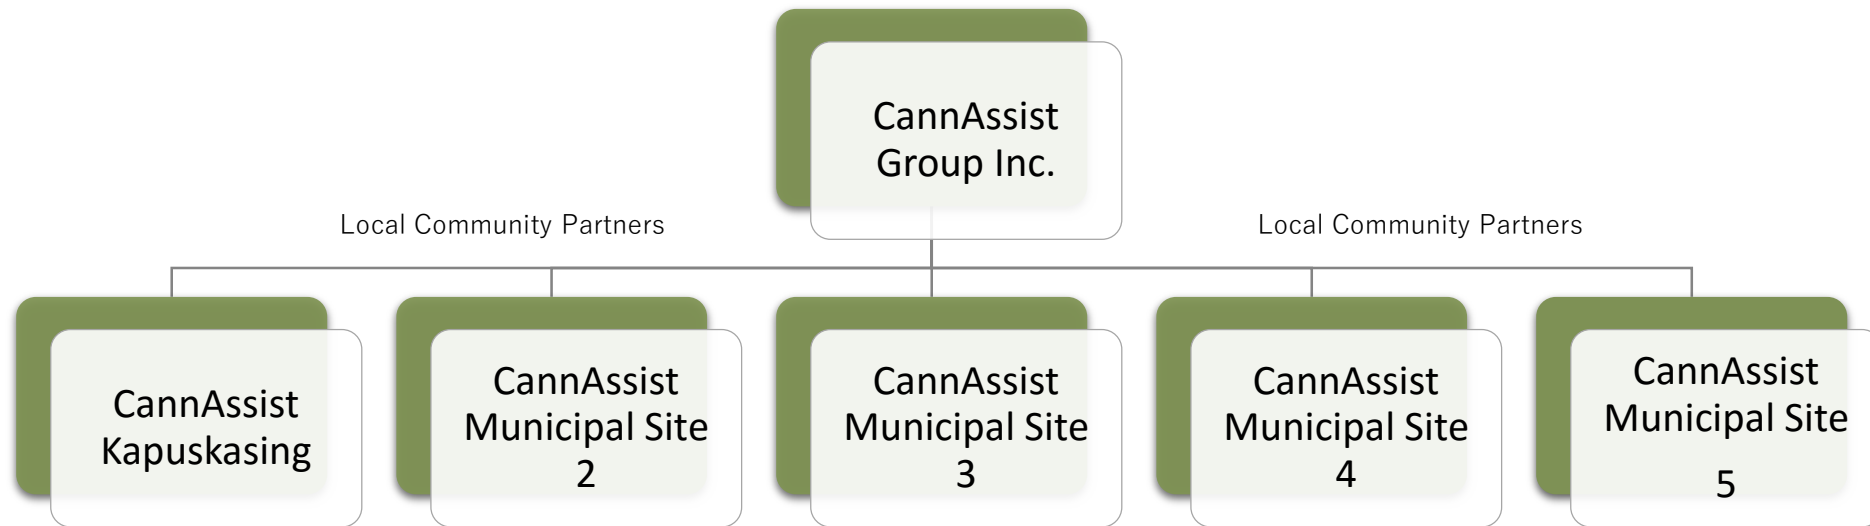 CannAssist
Group Inc.
Local Community Partners
Local Community Partners
CannAssist
Kapuskasing
CannAssist
Municipal Site
2
CannAssist
Municipal Site
3
CannAssist
Municipal Site
4
CannAssist
Municipal Site
5